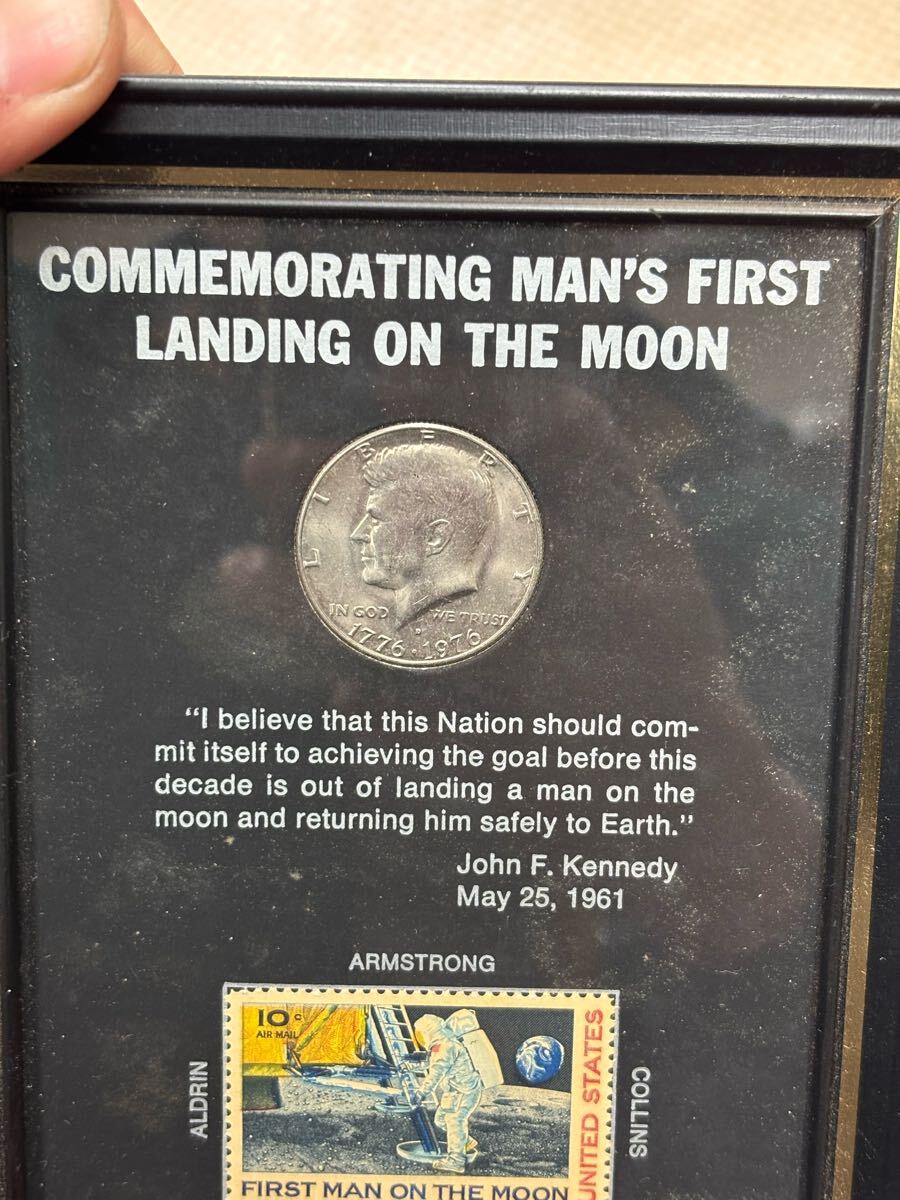 COMMEMORATING MAN'S FIRST
LANDING ON THE MOON
LIBERTY
IN GOD WE TRUST
D
1776·1976
“I believe that this Nation should com-
mit itself to achieving the goal before this
decade is out of landing a man on the
moon and returning him safely to Earth.”
John F. Kennedy
May 25, 1961
ARMSTRONG
ALDRIN
10c
AIR MAIL
UNITED STATES
COLLINS
FIRST MAN ON THE MOON